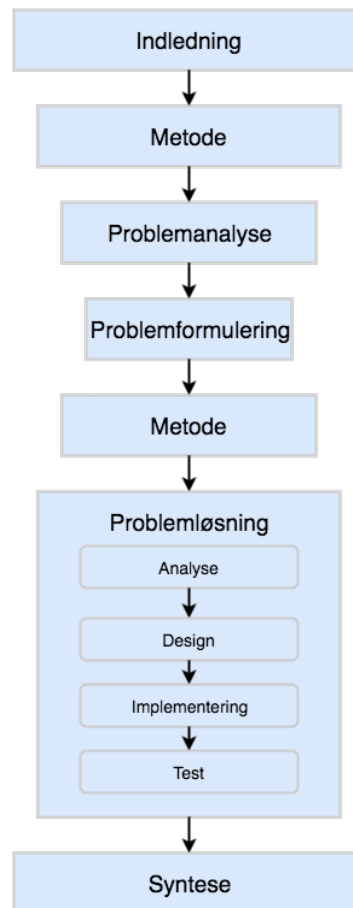 Indledning
Metode
Problemanalyse
Problemformulering
Metode
Problemløsning
Analyse
Design
Implementering
Test
Syntese